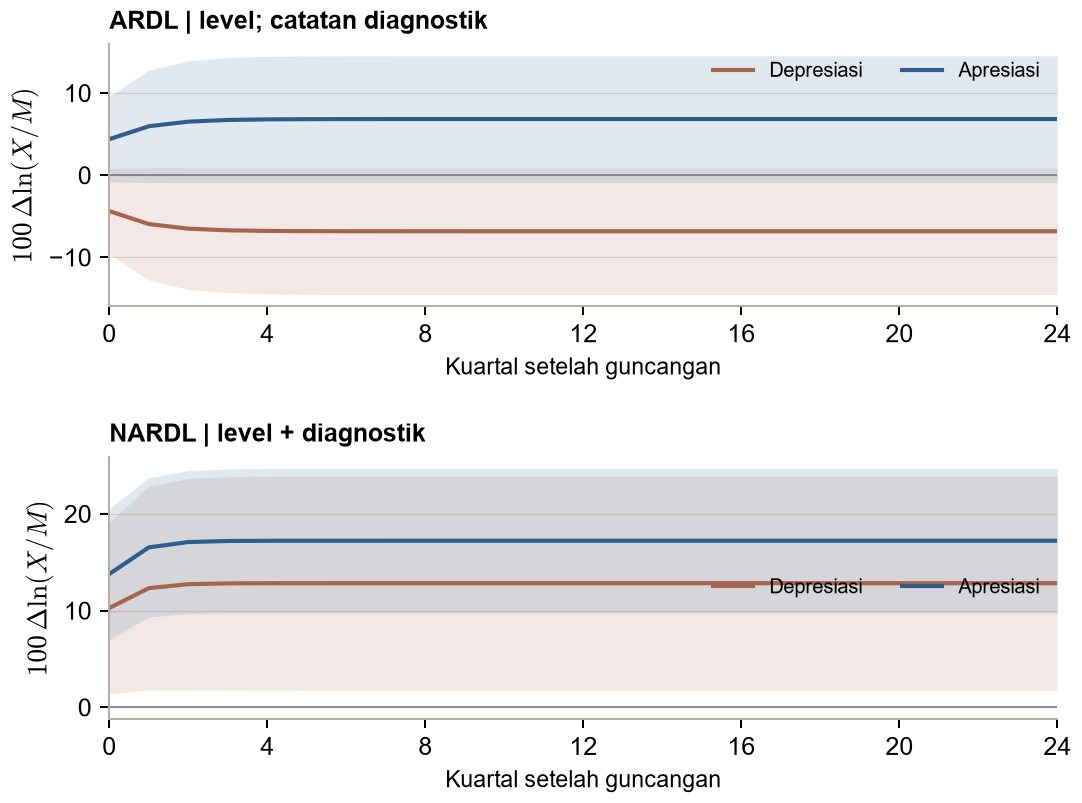 ARDL | level; catatan diagnostik
Depresiasi Apresiasi
100 Δln(X/M)
10
0
−10
0 4 8 12 16 20 24
Kuartal setelah guncangan
NARDL | level + diagnostik
100 Δln(X/M)
20
10
0
Depresiasi Apresiasi
0 4 8 12 16 20 24
Kuartal setelah guncangan